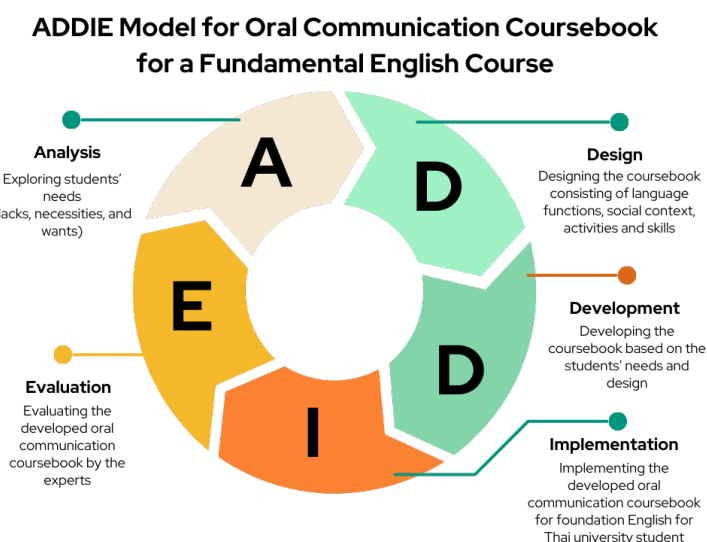 ADDIE Model for Oral Communication Coursebook
for a Fundamental English Course
A
D
D
I
E
Analysis
Exploring students’
needs
lacks, necessities, and
wants)
Design
Designing the coursebook
consisting of language
functions, social context,
activities and skills
Development
Developing the
coursebook based on the
students’ needs and
design
Implementation
Implementing the
developed oral
communication coursebook
for foundation English for
Thai university student
Evaluation
Evaluating the
developed oral
communication
coursebook by the
experts